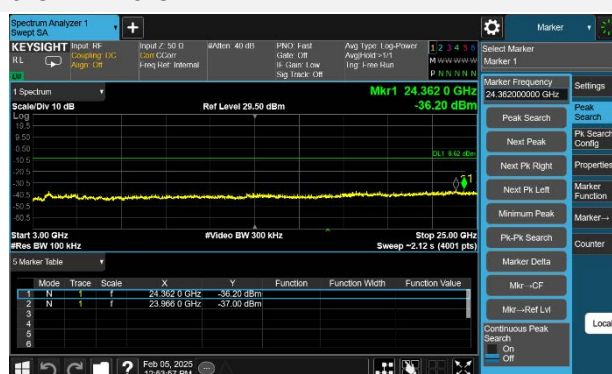 Spectrum Analyzer 1
Swept SA
Marker
KEYSIGHT Input: RF Input Z: 50 Ω #Atten: 40 dB PNO: Fast Avg Type: Log-Power 1 2 3 4 5 6
RL Coupling: DC Corr CCorr Gate: Off Avg|Hold:>1/1 M W W W W W
Align: Off Freq Ref: Internal IF Gain: Low Trig: Free Run
Sig Track: Off P N N N N N
Select Marker
Marker 1
1 Spectrum
Mkr1 24.362 0 GHz
Scale/Div 10 dB Ref Level 29.50 dBm -36.20 dBm
Log
19.5
9.50
0.500
DL1 8.62 dBm
-10.5
-20.5
-30.5
-40.5
-50.5
-60.5
1
Start 3.00 GHz #Video BW 300 kHz Stop 25.00 GHz
#Res BW 100 kHz Sweep ~2.12 s (4001 pts)
5 Marker Table
Mode Trace Scale X Y Function Function Width Function Value
1 N 1 f 24.362 0 GHz -36.20 dBm
2 N 1 f 23.966 0 GHz -37.00 dBm
3
4
5
6
Marker Frequency
24.362000000 GHz
Peak Search
Next Peak
Next Pk Right
Next Pk Left
Minimum Peak
Pk-Pk Search
Marker Delta
Mkr→CF
Mkr→Ref Lvl
Continuous Peak
Search
On
Off
Settings
Peak
Search
Pk Search
Config
Properties
Marker
Function
Marker→
Counter
Local
Feb 05, 2025